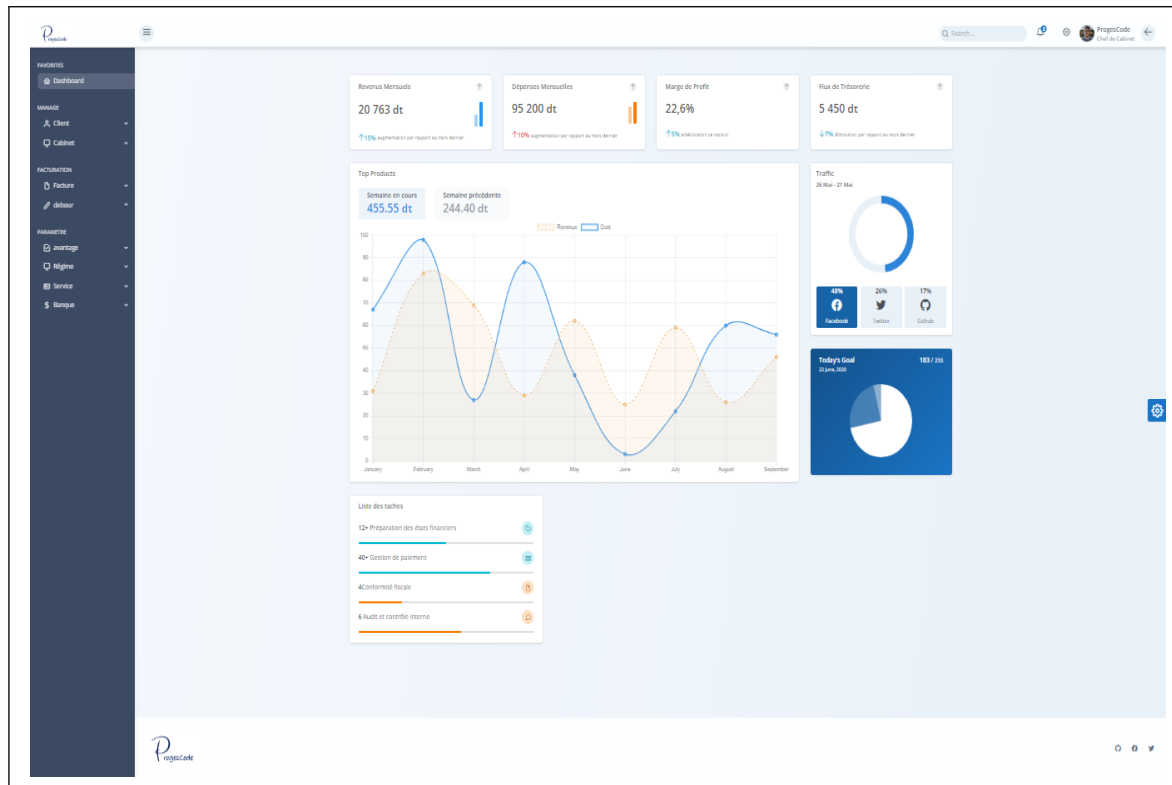 ProgesCode
Search...
2
ProgesCode
Chef de Cabinet
FAVORITES
Dashboard
MANAGE
Client
Cabinet
FACTURATION
Facture
debour
PARAMETRE
avantage
Régime
Service
Banque
Revenus Mensuels
20 763 dt
15% augmentation par rapport au mois dernier
Dépenses Mensuelles
95 200 dt
10% augmentation par rapport au mois dernier
Marge de Profit
22,6%
5% amélioration ce mois-ci
Flux de Trésorerie
5 450 dt
7% diminution par rapport au mois dernier
Top Products
Semaine en cours
455.55 dt
Semaine précédente
244.40 dt
Revenue
Cost
100
90
80
70
60
50
40
30
20
10
0
January
February
March
April
May
June
July
August
September
Traffic
26 Mai - 27 Mai
48%
Facebook
26%
Twitter
17%
Github
Today's Goal
183 / 255
22 June, 2020
Liste des taches
12+ Préparation des états financiers
40+ Gestion de paiement
4Conformité fiscale
6 Audit et contrôle interne
ProgesCode